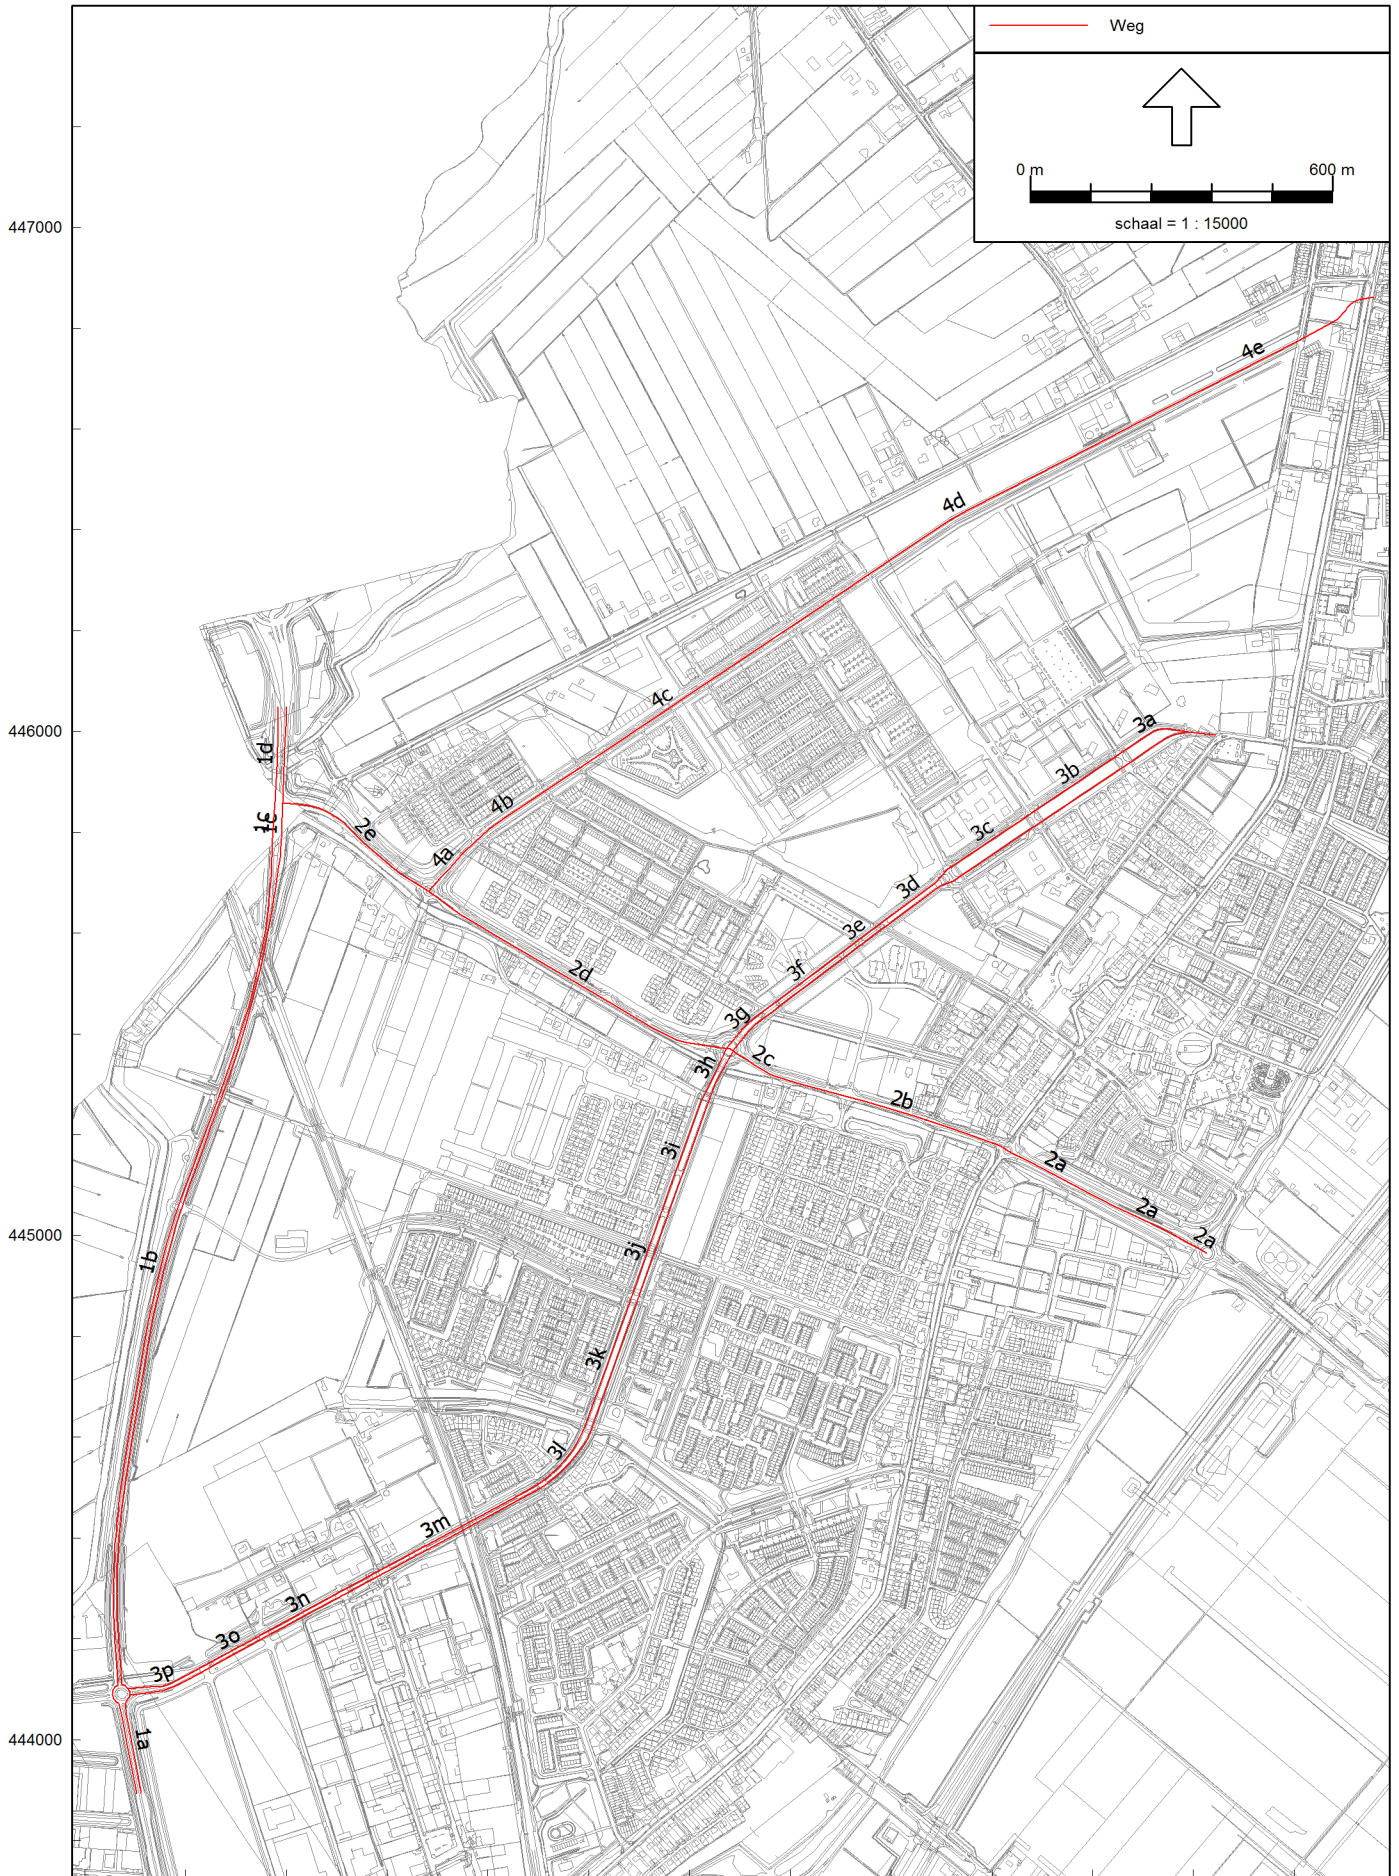 Weg
0 m 600 m
schaal = 1 : 15000
447000
4e
4d
446000
4c
3a
1d
3b
4b
1c
1c
2e
3c
4a
3d
3e
2d
3f
3g
2c
3h
2b
3i
2a
2a
445000
2a
3j
1b
3k
3l
3m
3n
3o
3p
444000
1a